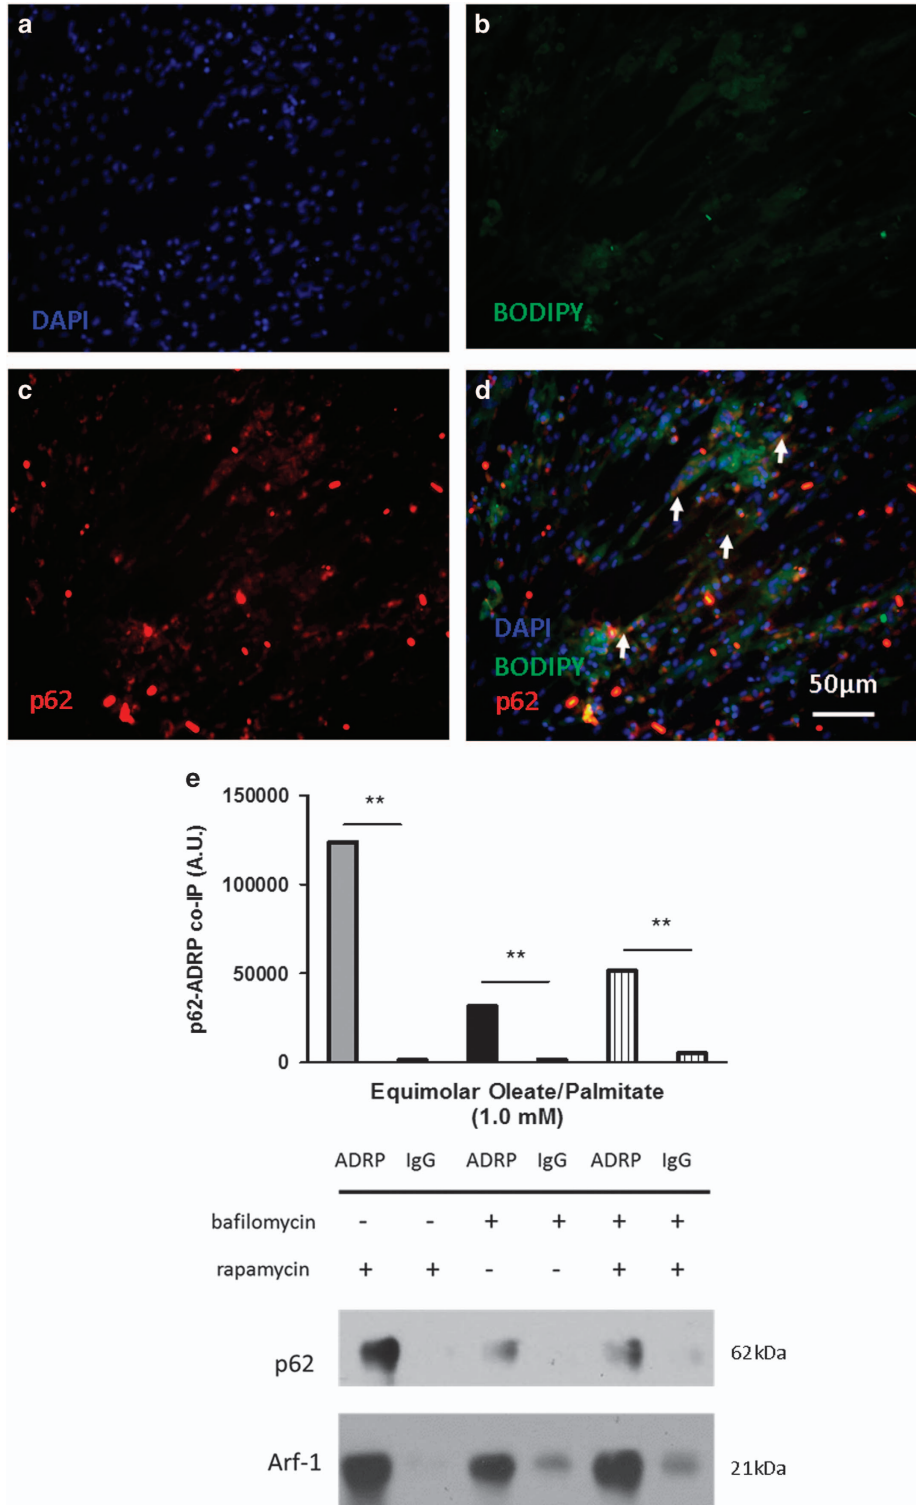 a
DAPI
b
BODIPY
c
p62
d
DAPI
BODIPY
p62
50μm
e
p62-ADRP co-IP (A.U.)
150000
100000
50000
0
** ** **
Equimolar Oleate/Palmitate
(1.0 mM)
ADRP IgG ADRP IgG ADRP IgG
bafilomycin - - + + + +
rapamycin + + - - + +
p62 62kDa
Arf-1 21kDa